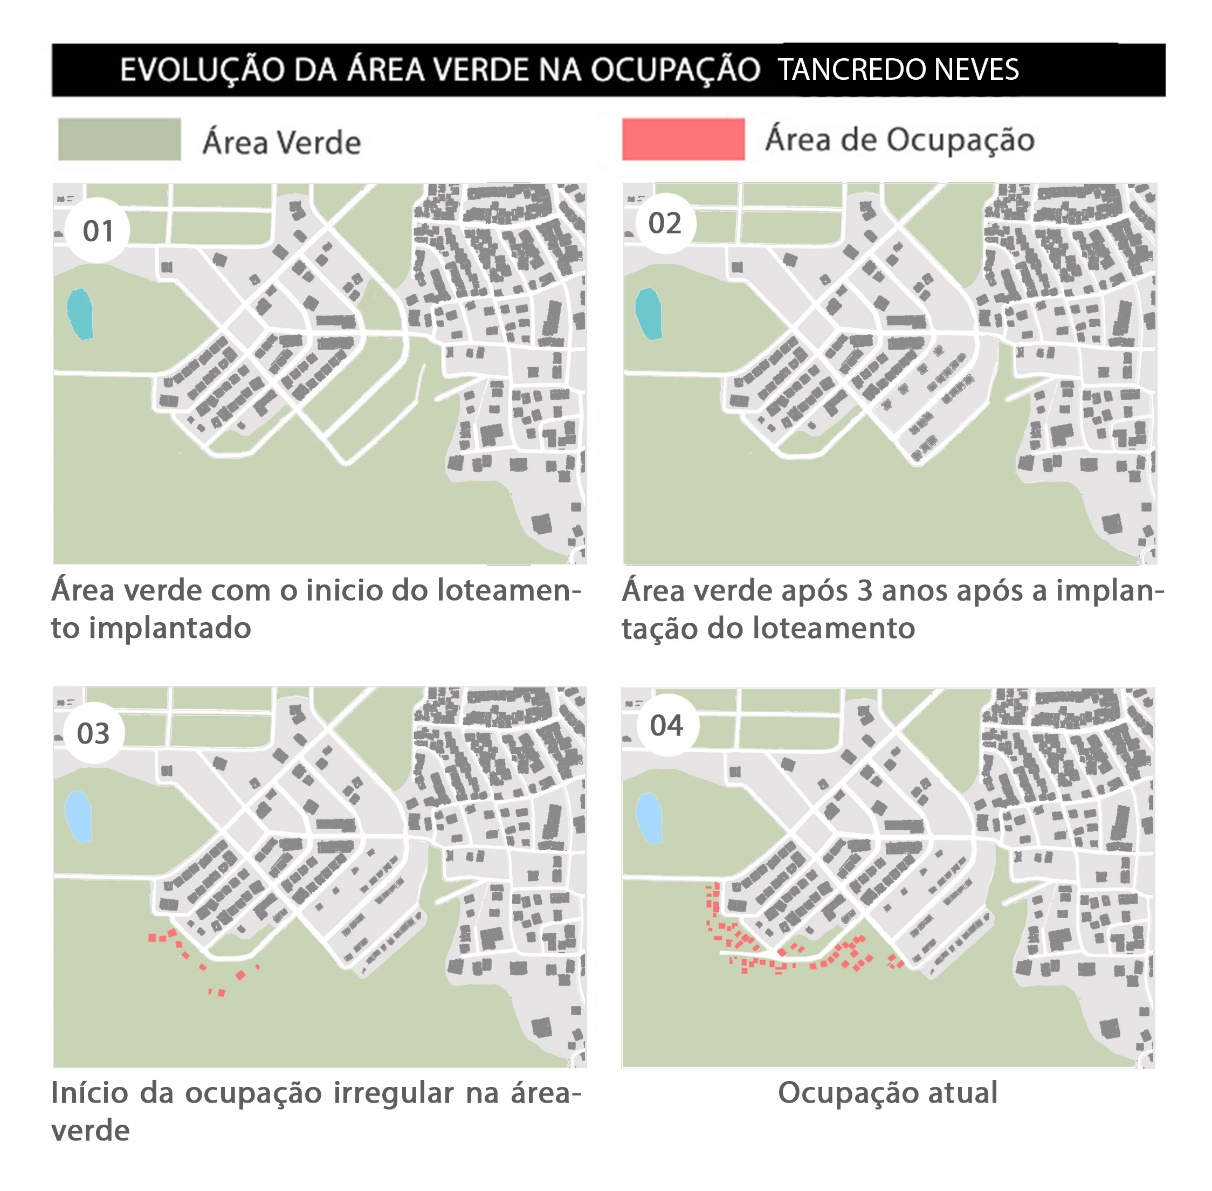 EVOLUÇÃO DA ÁREA VERDE NA OCUPAÇÃO TANCREDO NEVES
Área Verde
Área de Ocupação
01
02
Área verde com o inicio do loteamen-
to implantado
Área verde após 3 anos após a implan-
tação do loteamento
03
04
Início da ocupação irregular na área-
verde
Ocupação atual